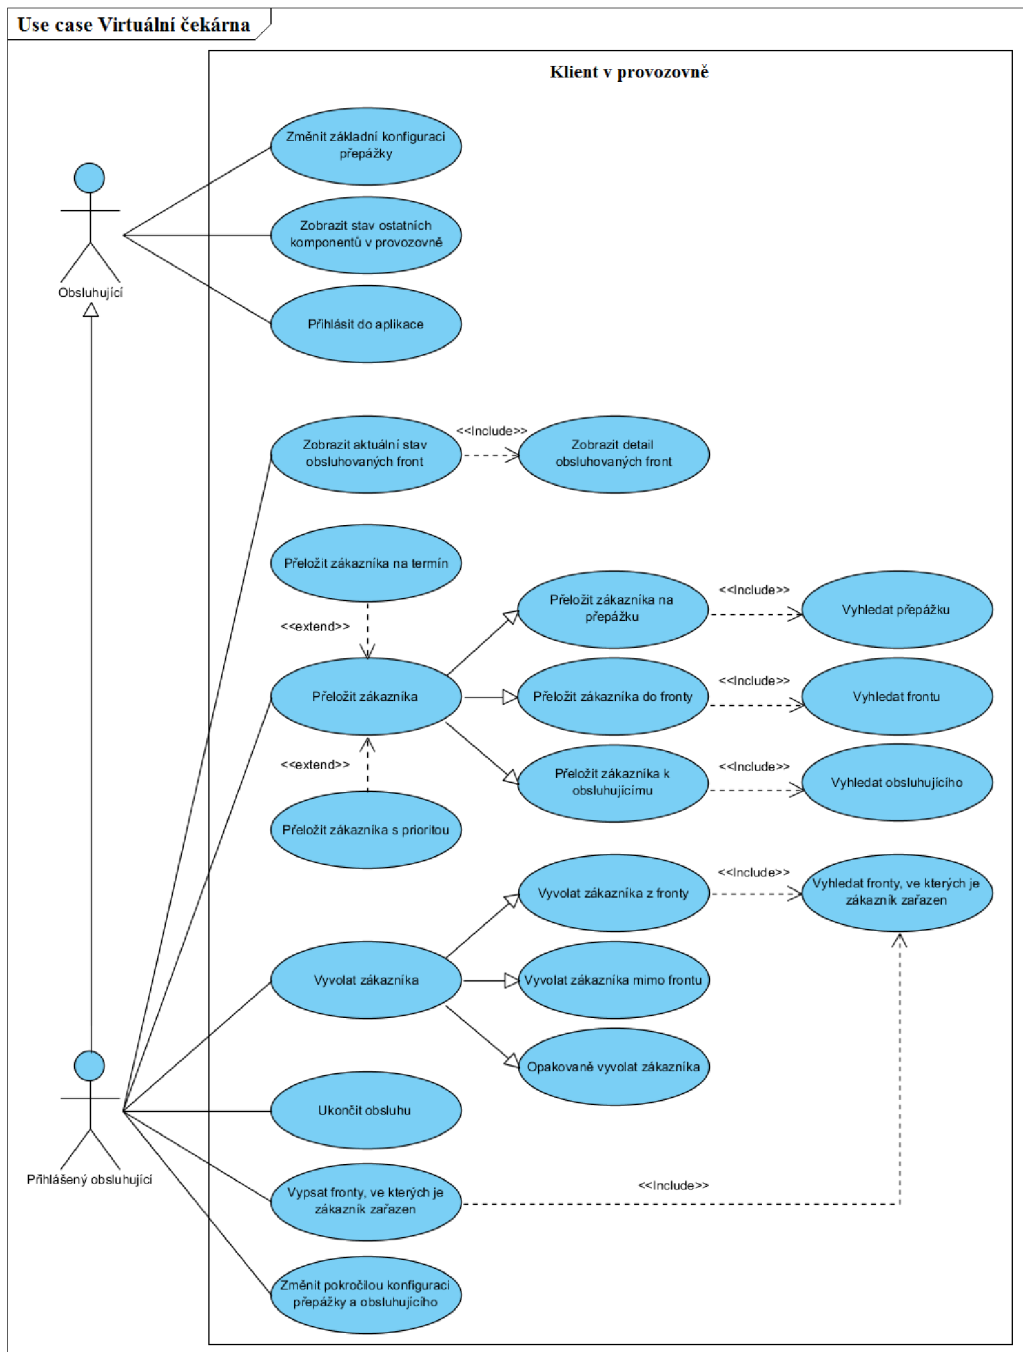 Use case Virtuální čekárna
Klient v provozovně
Změnit základní konfiguraci
přepážky
Zobrazit stav ostatních
komponentů v provozovně
Obsluhující
Přihlásit do aplikace
Zobrazit aktuální stav
obsluhovaných front
<<Include>>
Zobrazit detail
obsluhovaných front
Přeložit zákazníka na termín
<<extend>>
Přeložit zákazníka na
přepážku
<<Include>>
Vyhledat přepážku
Přeložit zákazníka
Přeložit zákazníka do fronty
<<Include>>
Vyhledat frontu
<<extend>>
Přeložit zákazníka k
obsluhujícímu
<<Include>>
Vyhledat obsluhujícího
Přeložit zákazníka s prioritou
Vyvolat zákazníka z fronty
<<Include>>
Vyhledat fronty, ve kterých je
zákazník zařazen
Vyvolat zákazníka
Vyvolat zákazníka mimo frontu
Opakovaně vyvolat zákazníka
Ukončit obsluhu
Přihlášený obsluhujíci
Vypsat fronty, ve kterých je
zákazník zařazen
<<Include>>
Změnit pokročilou konfiguraci
přepážky a obsluhujícího